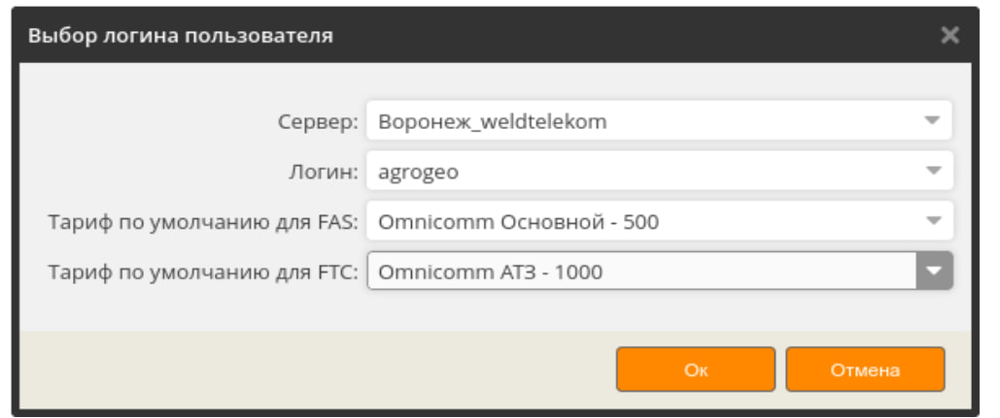 Выбор логина пользователя
Сервер: Воронеж_weldtelekom
Логин: agrogeo
Тариф по умолчанию для FAS: Omnicomm Основной - 500
Тариф по умолчанию для FTC: Omnicomm АТЗ - 1000
Ок Отмена